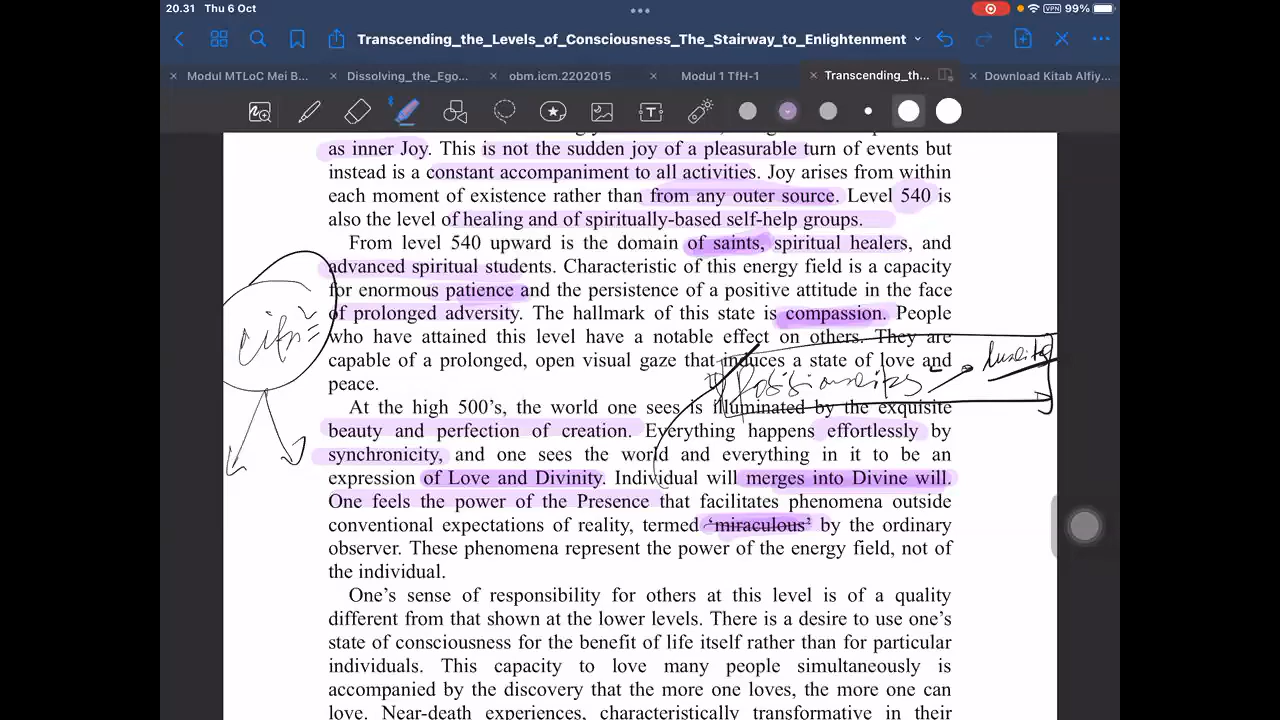 20.31 Thu 6 Oct
VPN 99%
Transcending_the_Levels_of_Consciousness_The_Stairway_to_Enlightenment
Modul MTLoC Mei B...
Dissolving_the_Ego...
obm.icm.2202015
Modul 1 TfH-1
Transcending_th...
Download Kitab Alfiy...
as inner Joy. This is not the sudden joy of a pleasurable turn of events but
instead is a constant accompaniment to all activities. Joy arises from within
each moment of existence rather than from any outer source. Level 540 is
also the level of healing and of spiritually-based self-help groups.
From level 540 upward is the domain of saints, spiritual healers, and
advanced spiritual students. Characteristic of this energy field is a capacity
for enormous patience and the persistence of a positive attitude in the face
of prolonged adversity. The hallmark of this state is compassion. People
who have attained this level have a notable effect on others. They are
capable of a prolonged, open visual gaze that induces a state of love and
peace.
At the high 500's, the world one sees is illuminated by the exquisite
beauty and perfection of creation. Everything happens effortlessly by
synchronicity, and one sees the world and everything in it to be an
expression of Love and Divinity. Individual will merges into Divine will.
One feels the power of the Presence that facilitates phenomena outside
conventional expectations of reality, termed ‘miraculous’ by the ordinary
observer. These phenomena represent the power of the energy field, not of
the individual.
One’s sense of responsibility for others at this level is of a quality
different from that shown at the lower levels. There is a desire to use one’s
state of consciousness for the benefit of life itself rather than for particular
individuals. This capacity to love many people simultaneously is
accompanied by the discovery that the more one loves, the more one can
love. Near-death experiences, characteristically transformative in their